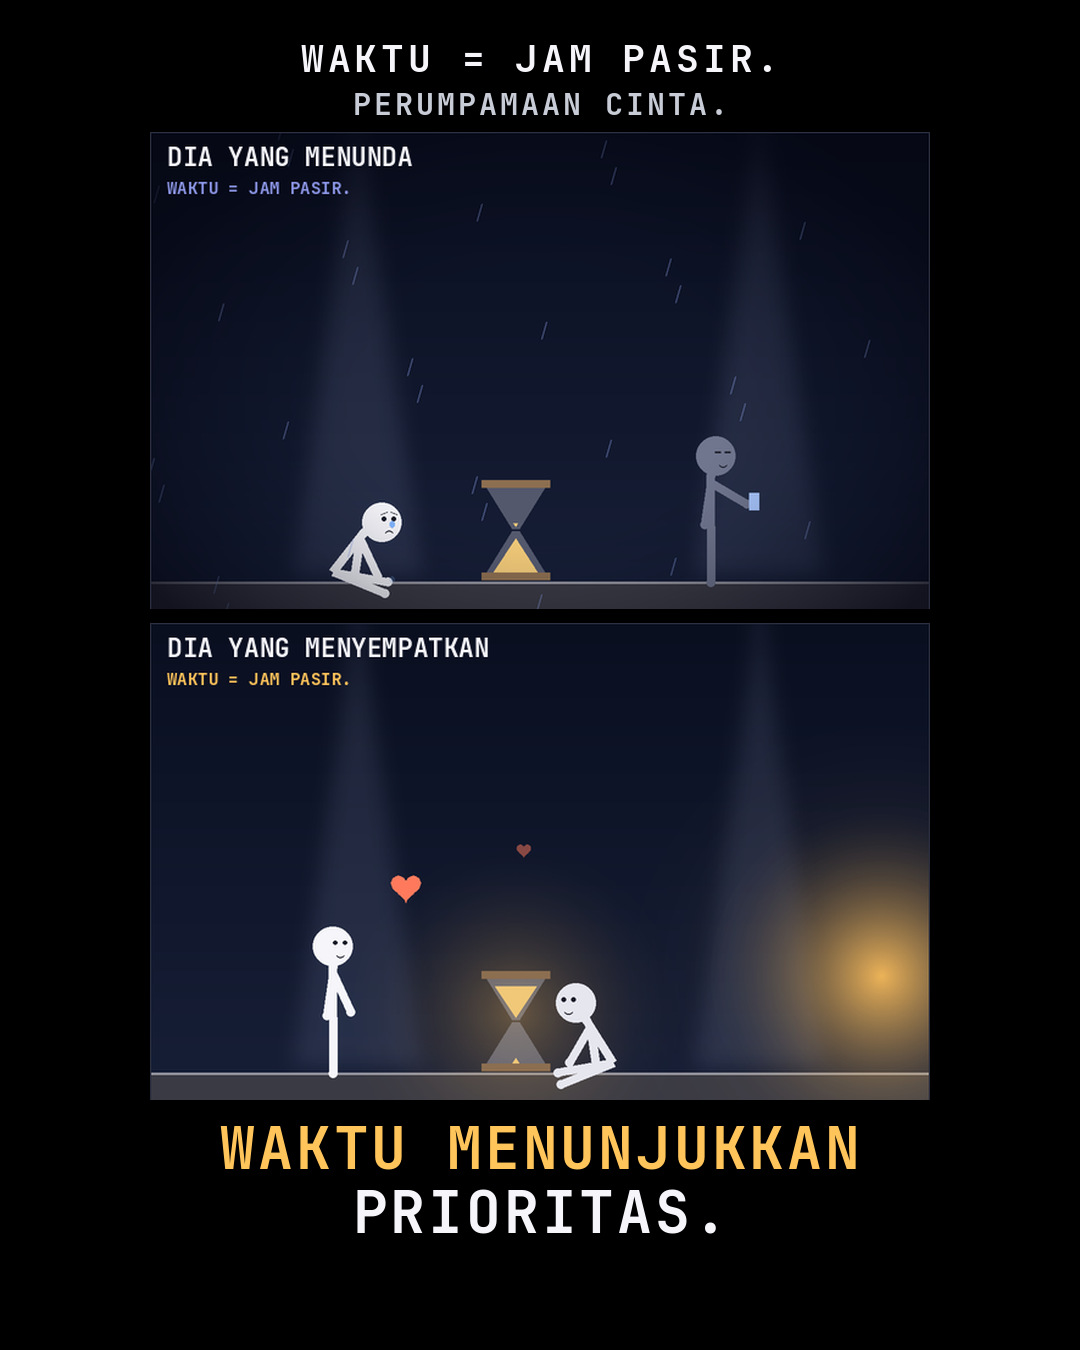 WAKTU = JAM PASIR.
PERUMPAMAAN CINTA.
DIA YANG MENUNDA
WAKTU = JAM PASIR.
DIA YANG MENYEMPATKAN
WAKTU = JAM PASIR.
WAKTU MENUNJUKKAN
PRIORITAS.